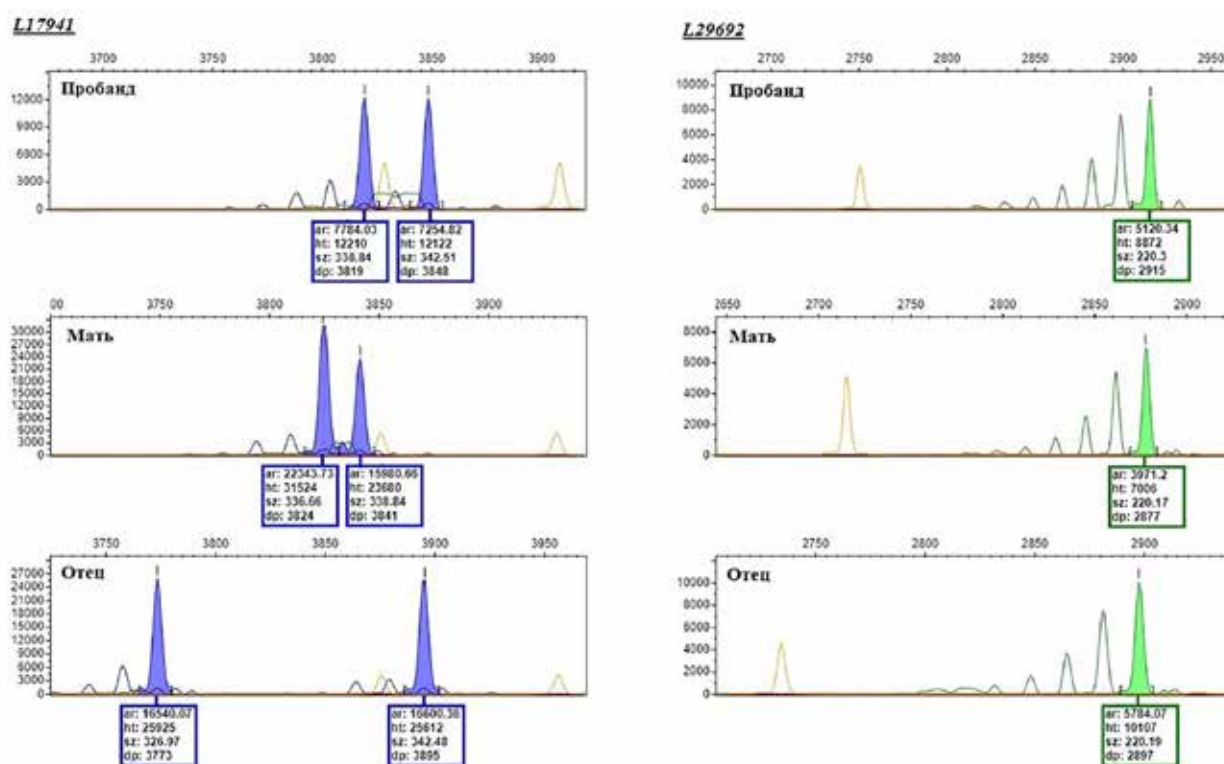 L17941
3700 3750 3800 3850 3900
Пробанд
12000
9000
6000
3000
0
ar: 7784.03
ht: 12210
sz: 338.84
dp: 3819
ar: 7254.82
ht: 12122
sz: 342.51
dp: 3848
00 3750 3800 3850 3900
Мать
30000
27000
24000
21000
18000
15000
12000
9000
6000
3000
0
ar: 22343.73
ht: 31524
sz: 336.66
dp: 3824
ar: 15980.66
ht: 23680
sz: 338.84
dp: 3841
3750 3800 3850 3900 3950
Отец
27000
24000
21000
18000
15000
12000
9000
6000
3000
0
ar: 16540.07
ht: 25925
sz: 326.97
dp: 3773
ar: 16600.36
ht: 25612
sz: 342.48
dp: 3895
L29692
2700 2750 2800 2850 2900 2950
Пробанд
10000
8000
6000
4000
2000
0
ar: 5120.34
ht: 8872
sz: 220.3
dp: 2915
2650 2700 2750 2800 2850 2900
Мать
8000
6000
4000
2000
0
ar: 3971.2
ht: 7006
sz: 220.17
dp: 2877
2750 2800 2850 2900
Отец
10000
8000
6000
4000
2000
0
ar: 5784.07
ht: 10107
sz: 220.19
dp: 2897